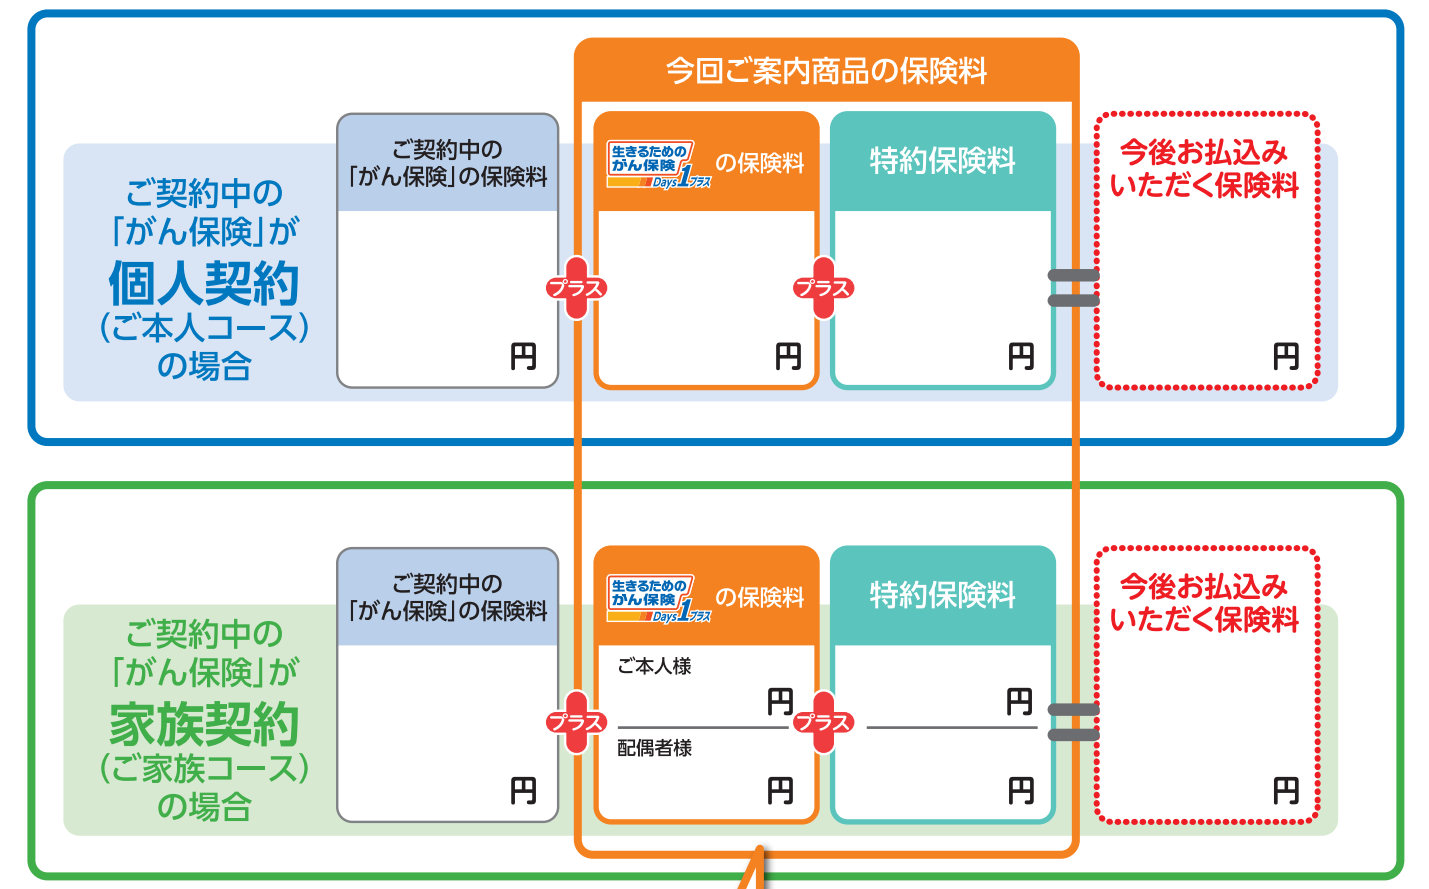 今回ご案内商品の保険料
ご契約中の
「がん保険」が
個人契約
（ご本人コース）
の場合
ご契約中の
「がん保険」の保険料
円
プラス
生きるための
がん保険
Days1プラス
の保険料
円
プラス
特約保険料
円
今後お払込み
いただく保険料
円
ご契約中の
「がん保険」が
家族契約
（ご家族コース）
の場合
ご契約中の
「がん保険」の保険料
円
プラス
生きるための
がん保険
Days1プラス
の保険料
ご本人様
円
配偶者様
円
プラス
特約保険料
円
円
今後お払込み
いただく保険料
円